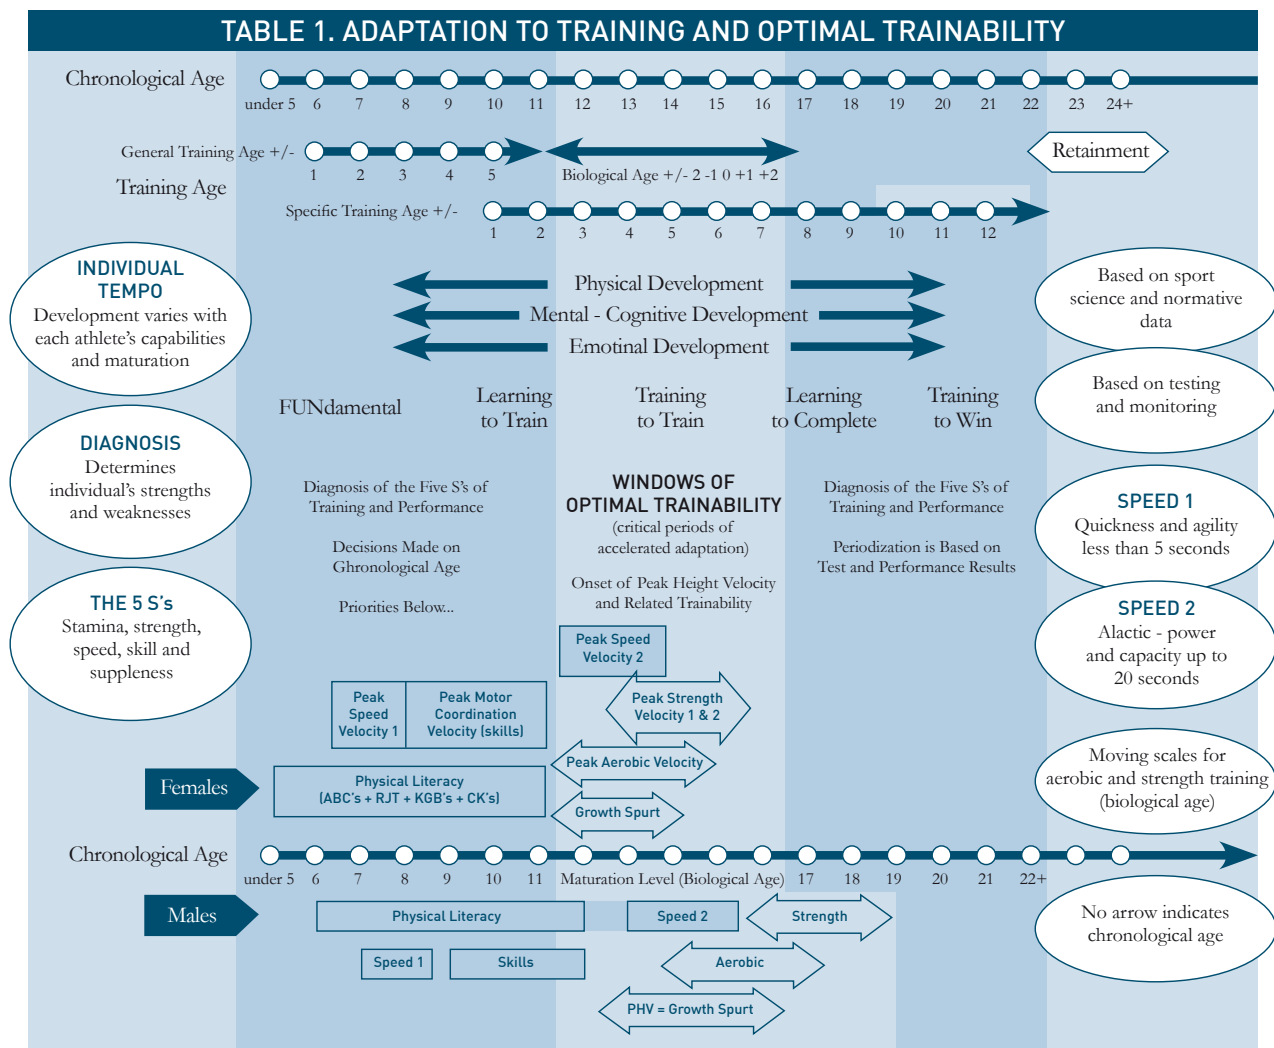 TABLE 1. ADAPTATION TO TRAINING AND OPTIMAL TRAINABILITY
Chronological Age
under 5 6 7 8 9 10 11 12 13 14 15 16 17 18 19 20 21 22 23 24+
General Training Age +/-
1 2 3 4 5
Biological Age +/- 2 -1 0 +1 +2
Retainment
Training Age
Specific Training Age +/-
1 2 3 4 5 6 7 8 9 10 11 12
INDIVIDUAL
TEMPO
Development varies with
each athlete's capabilities
and maturation
Physical Development
Mental - Cognitive Development
Emotinal Development
Based on sport
science and normative
data
FUNdamental
Learning
to Train
Training
to Train
Learning
to Complete
Training
to Win
Based on testing
and monitoring
DIAGNOSIS
Determines
individual's strengths
and weaknesses
Diagnosis of the Five S's of
Training and Performance
Decisions Made on
Ghronological Age
Priorities Below...
WINDOWS OF
OPTIMAL TRAINABILITY
(critical periods of
accelerated adaptation)
Onset of Peak Height Velocity
and Related Trainability
Diagnosis of the Five S's of
Training and Performance
Periodization is Based on
Test and Performance Results
SPEED 1
Quickness and agility
less than 5 seconds
THE 5 S's
Stamina, strength,
speed, skill and
suppleness
SPEED 2
Alactic - power
and capacity up to
20 seconds
Peak Speed
Velocity 2
Peak
Speed
Velocity 1
Peak Motor
Coordination
Velocity (skills)
Peak Strength
Velocity 1 & 2
Peak Aerobic Velocity
Moving scales for
aerobic and strength training
(biological age)
Females
Physical Literacy
(ABC's + RJT + KGB's + CK's)
Growth Spurt
Chronological Age
under 5 6 7 8 9 10 11 Maturation Level (Biological Age) 17 18 19 20 21 22+
Males
Physical Literacy
Speed 2
Strength
No arrow indicates
chronological age
Speed 1
Skills
Aerobic
PHV = Growth Spurt